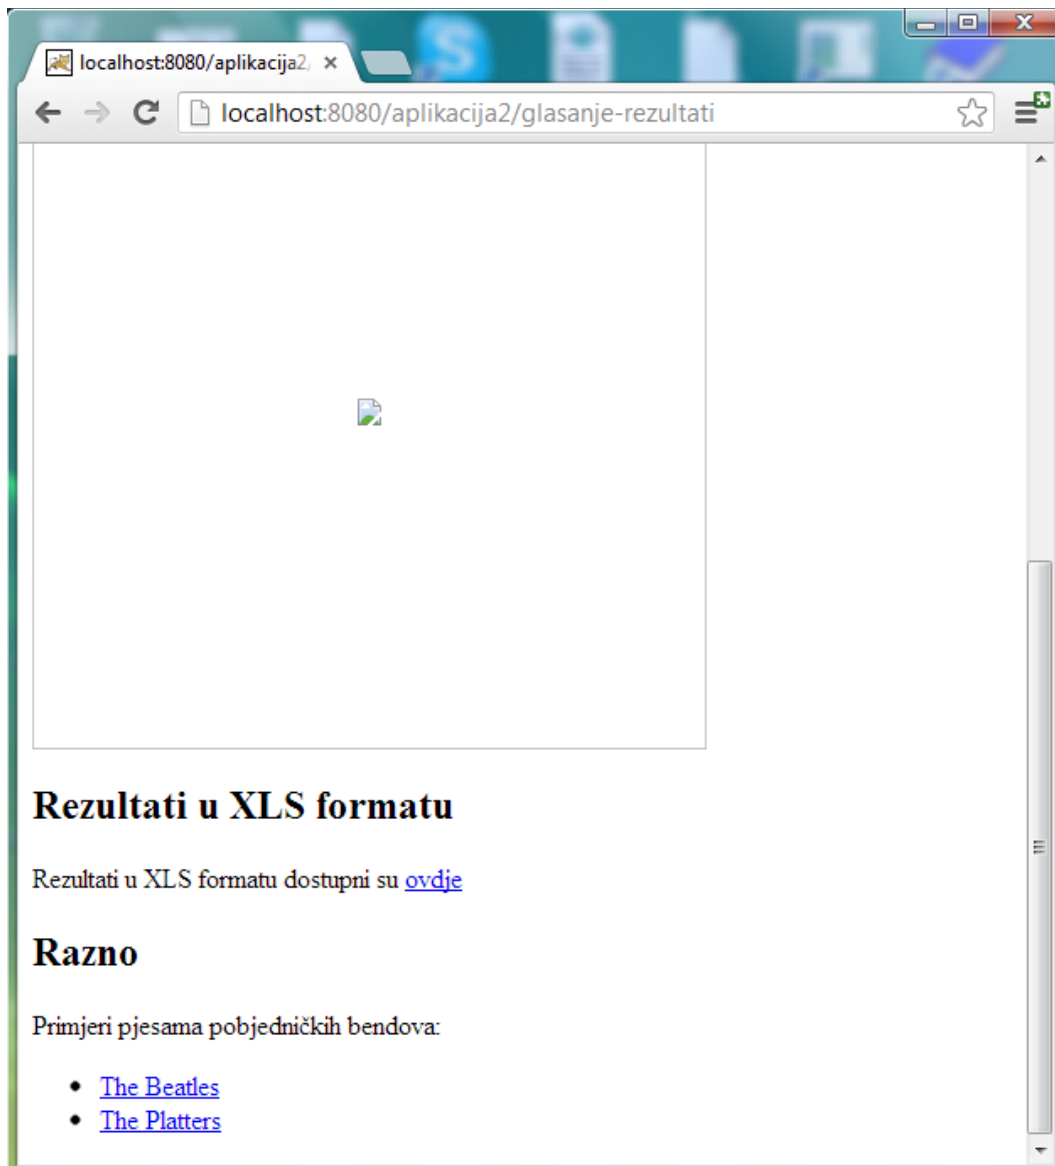 localhost:8080/aplikacija2/
localhost:8080/aplikacija2/glasanje-rezultati
Rezultati u XLS formatu
Rezultati u XLS formatu dostupni su ovdje
Razno
Primjeri pjesama pobjedničkih bendova:
The Beatles
The Platters